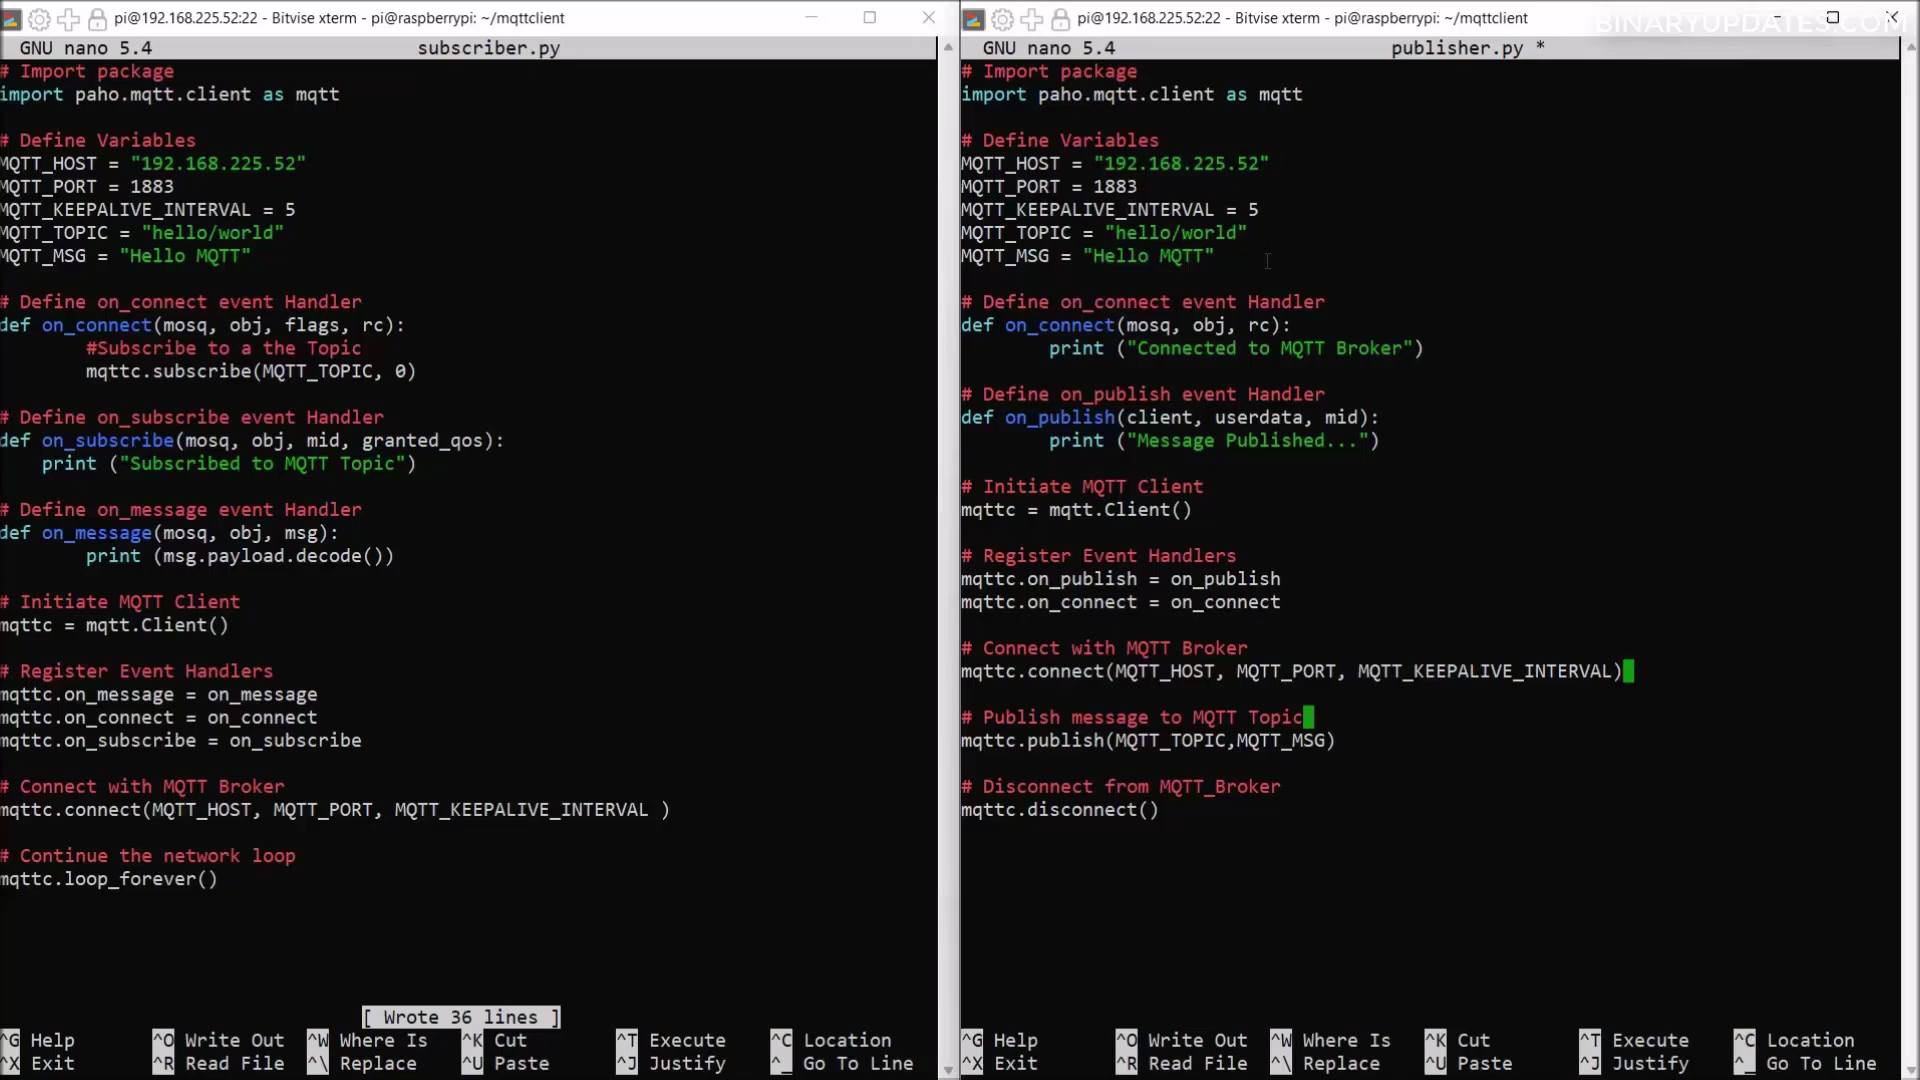 pi@192.168.225.52:22 - Bitvise xterm - pi@raspberrypi: ~/mqttclient
GNU nano 5.4 subscriber.py
# Import package
import paho.mqtt.client as mqtt
# Define Variables
MQTT_HOST = "192.168.225.52"
MQTT_PORT = 1883
MQTT_KEEPALIVE_INTERVAL = 5
MQTT_TOPIC = "hello/world"
MQTT_MSG = "Hello MQTT"
# Define on_connect event Handler
def on_connect(mosq, obj, flags, rc):
#Subscribe to a the Topic
mqttc.subscribe(MQTT_TOPIC, 0)
# Define on_subscribe event Handler
def on_subscribe(mosq, obj, mid, granted_qos):
print ("Subscribed to MQTT Topic")
# Define on_message event Handler
def on_message(mosq, obj, msg):
print (msg.payload.decode())
# Initiate MQTT Client
mqttc = mqtt.Client()
# Register Event Handlers
mqttc.on_message = on_message
mqttc.on_connect = on_connect
mqttc.on_subscribe = on_subscribe
# Connect with MQTT Broker
mqttc.connect(MQTT_HOST, MQTT_PORT, MQTT_KEEPALIVE_INTERVAL )
# Continue the network loop
mqttc.loop_forever()
[ Wrote 36 lines ]
^G Help ^O Write Out ^W Where Is ^K Cut ^T Execute ^C Location
^X Exit ^R Read File ^\ Replace ^U Paste ^J Justify ^_ Go To Line
pi@192.168.225.52:22 - Bitvise xterm - pi@raspberrypi: ~/mqttclient
BINARYUPDATES.COM
GNU nano 5.4 publisher.py *
# Import package
import paho.mqtt.client as mqtt
# Define Variables
MQTT_HOST = "192.168.225.52"
MQTT_PORT = 1883
MQTT_KEEPALIVE_INTERVAL = 5
MQTT_TOPIC = "hello/world"
MQTT_MSG = "Hello MQTT"
# Define on_connect event Handler
def on_connect(mosq, obj, rc):
print ("Connected to MQTT Broker")
# Define on_publish event Handler
def on_publish(client, userdata, mid):
print ("Message Published...")
# Initiate MQTT Client
mqttc = mqtt.Client()
# Register Event Handlers
mqttc.on_publish = on_publish
mqttc.on_connect = on_connect
# Connect with MQTT Broker
mqttc.connect(MQTT_HOST, MQTT_PORT, MQTT_KEEPALIVE_INTERVAL)
# Publish message to MQTT Topic
mqttc.publish(MQTT_TOPIC,MQTT_MSG)
# Disconnect from MQTT_Broker
mqttc.disconnect()
^G Help ^O Write Out ^W Where Is ^K Cut ^T Execute ^C Location
^X Exit ^R Read File ^\ Replace ^U Paste ^J Justify ^_ Go To Line